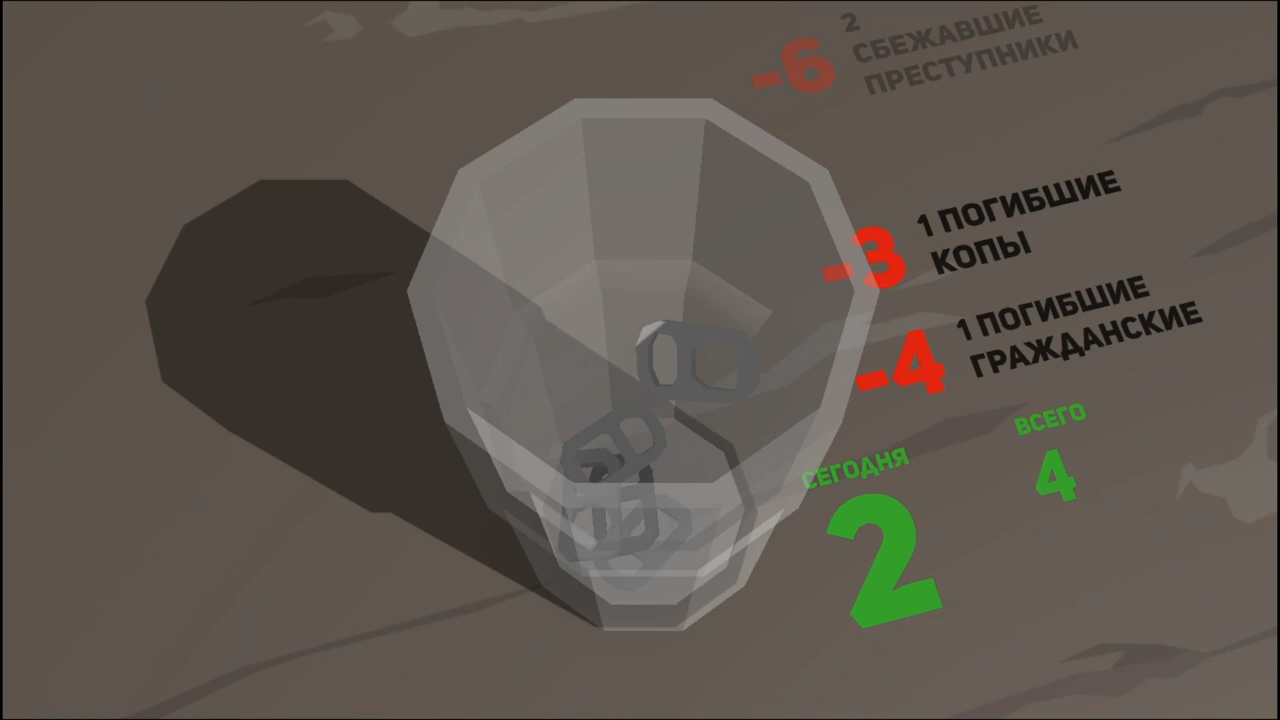 -6 2
СБЕЖАВШИЕ
ПРЕСТУПНИКИ
-3 1 ПОГИБШИЕ
КОПЫ
-4 1 ПОГИБШИЕ
ГРАЖДАНСКИЕ
СЕГОДНЯ
2
ВСЕГО
4